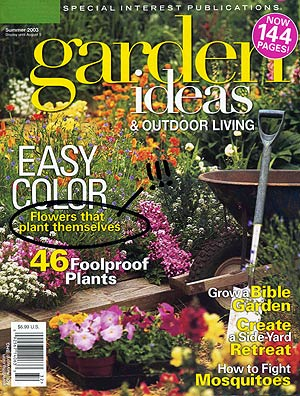 SPECIAL INTEREST PUBLICATIONS
Summer 2003
Display until August 5
NOW
144
PAGES!
garden
ideas
& OUTDOOR LIVING
EASY
COLOR
!!!
Flowers that
plant themselves
46 Foolproof
Plants
Grow a Bible
Garden
Create
a Side-Yard
Retreat
How to Fight
Mosquitoes
$5.99 U.S.